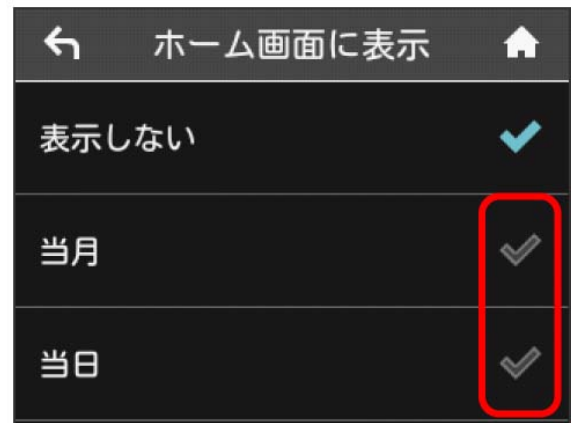 ホーム画面に表示
表示しない
当月
当日